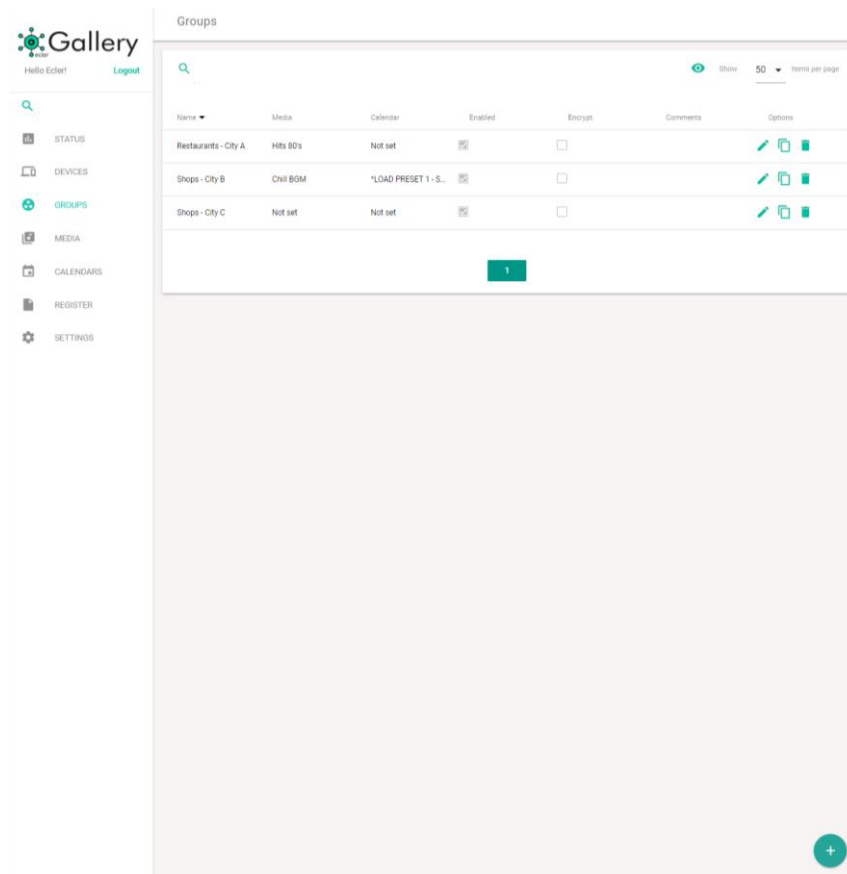 Groups
Gallery
ecler
Hello Ecler! Logout
Show 50 Items per page
Name Media Calendar Enabled Encrypt. Comments Options
STATUS
Restaurants - City A Hits 80's Not set
DEVICES
Shops - City B Chill BGM *LOAD PRESET 1 - S...
GROUPS
Shops - City C Not set Not set
MEDIA
CALENDARS
1
REGISTER
SETTINGS
+